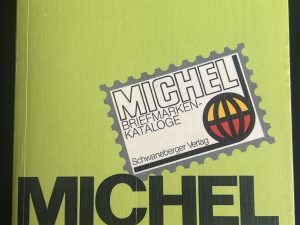 MICHEL
BRIEFMARKEN-
KATALOGE
Schwaneberger Verlag
MICHEL